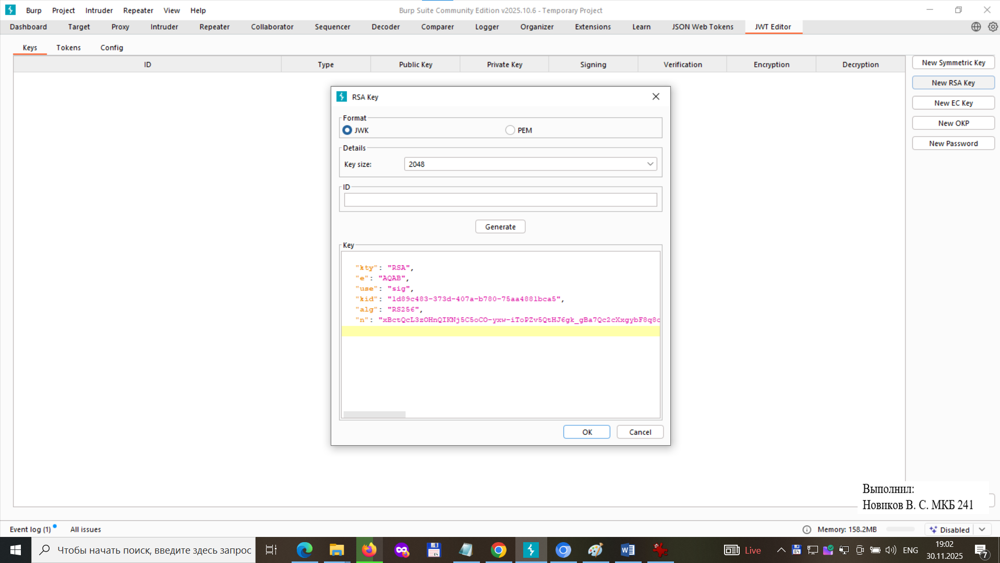 Burp Project Intruder Repeater View Help
Burp Suite Community Edition v2025.10.6 - Temporary Project
Dashboard Target Proxy Intruder Repeater Collaborator Sequencer Decoder Comparer Logger Organizer Extensions Learn JSON Web Tokens JWT Editor
Keys Tokens Config
ID Type Public Key Private Key Signing Verification Encryption Decryption
New Symmetric Key
New RSA Key
New EC Key
New OKP
New Password
RSA Key
Format
JWK PEM
Details
Key size: 2048
ID
Generate
Key
"kty": "RSA",
"e": "AQAB",
"use": "sig",
"kid": "1d89c483-373d-407a-b780-75aa4881bca5",
"alg": "RS256",
"n": "xBctQcL3zOHnQIKNj5C5oCO-yxw-iToPZv5QtHJ6gk_gBa7Qc2cXxgybF8q8c
OK Cancel
Выполнил:
Новиков В. С. МКБ 241
Event log (1) All issues
Memory: 158.2MB
Disabled
Чтобы начать поиск, введите здесь запрос
64
Live
64
ENG
19:02
30.11.2025
7